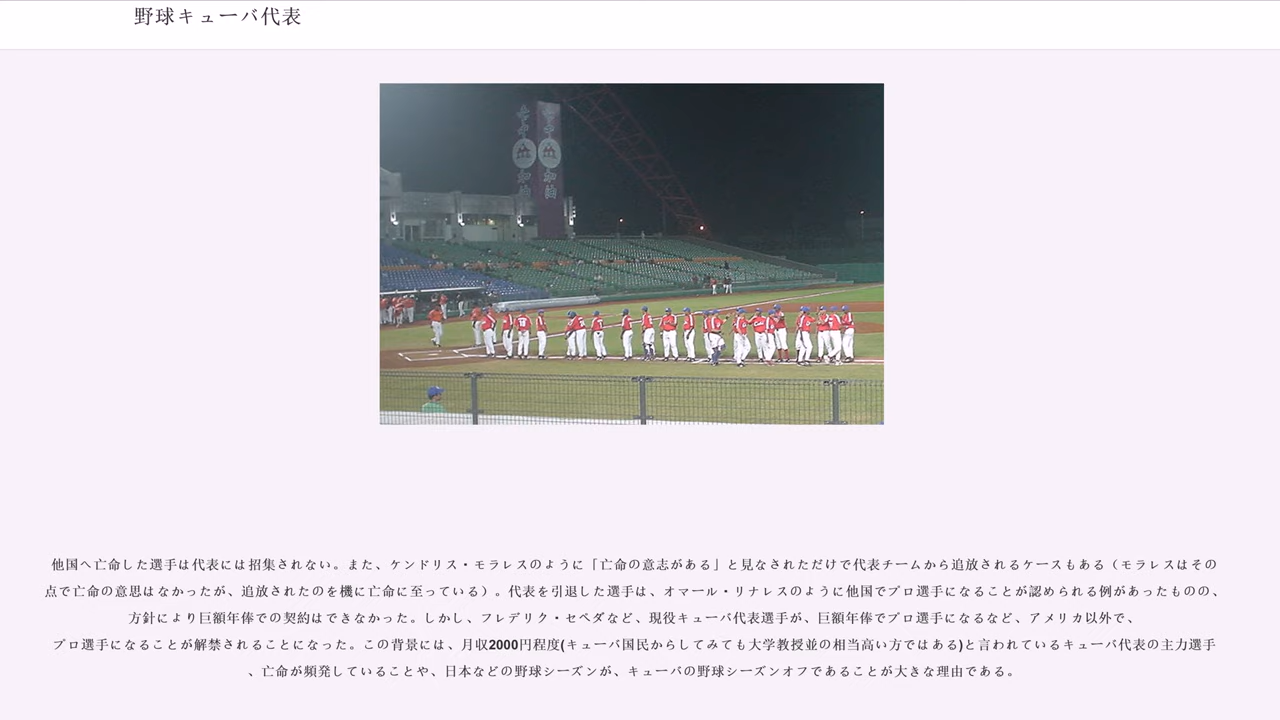 野球キューバ代表
加油
加油
他国へ亡命した選手は代表には招集されない。また、ケンドリス・モラレスのように「亡命の意志がある」と見なされただけで代表チームから追放されるケースもある（モラレスはその
点で亡命の意思はなかったが、追放されたのを機に亡命に至っている）。代表を引退した選手は、オマール・リナレスのように他国でプロ選手になることが認められる例があったものの、
方針により巨額年俸での契約はできなかった。しかし、フレデリク・セペダなど、現役キューバ代表選手が、巨額年俸でプロ選手になるなど、アメリカ以外で、
プロ選手になることが解禁されることになった。この背景には、月収2000円程度(キューバ国民からしてみても大学教授並の相当高い方ではある)と言われているキューバ代表の主力選手
、亡命が頻発していることや、日本などの野球シーズンが、キューバの野球シーズンオフであることが大きな理由である。